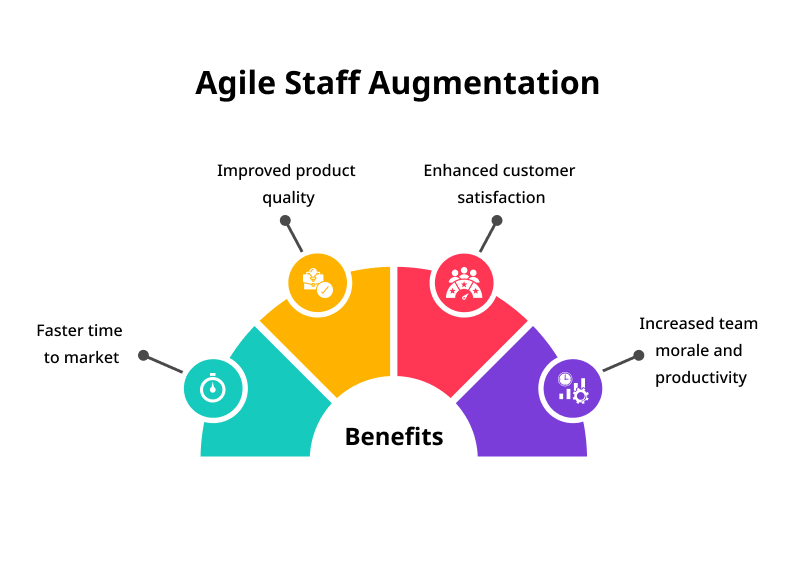 Agile Staff Augmentation
Improved product
quality
Enhanced customer
satisfaction
Faster time
to market
Increased team
morale and
productivity
Benefits